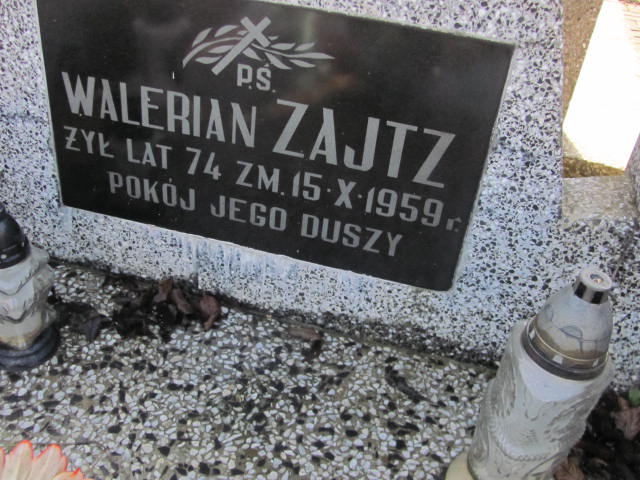 P.Ś.
WALERIAN ZAJTZ
ŻYŁ LAT 74 ZM. 15·X·1959 r.
POKÓJ JEGO DUSZY